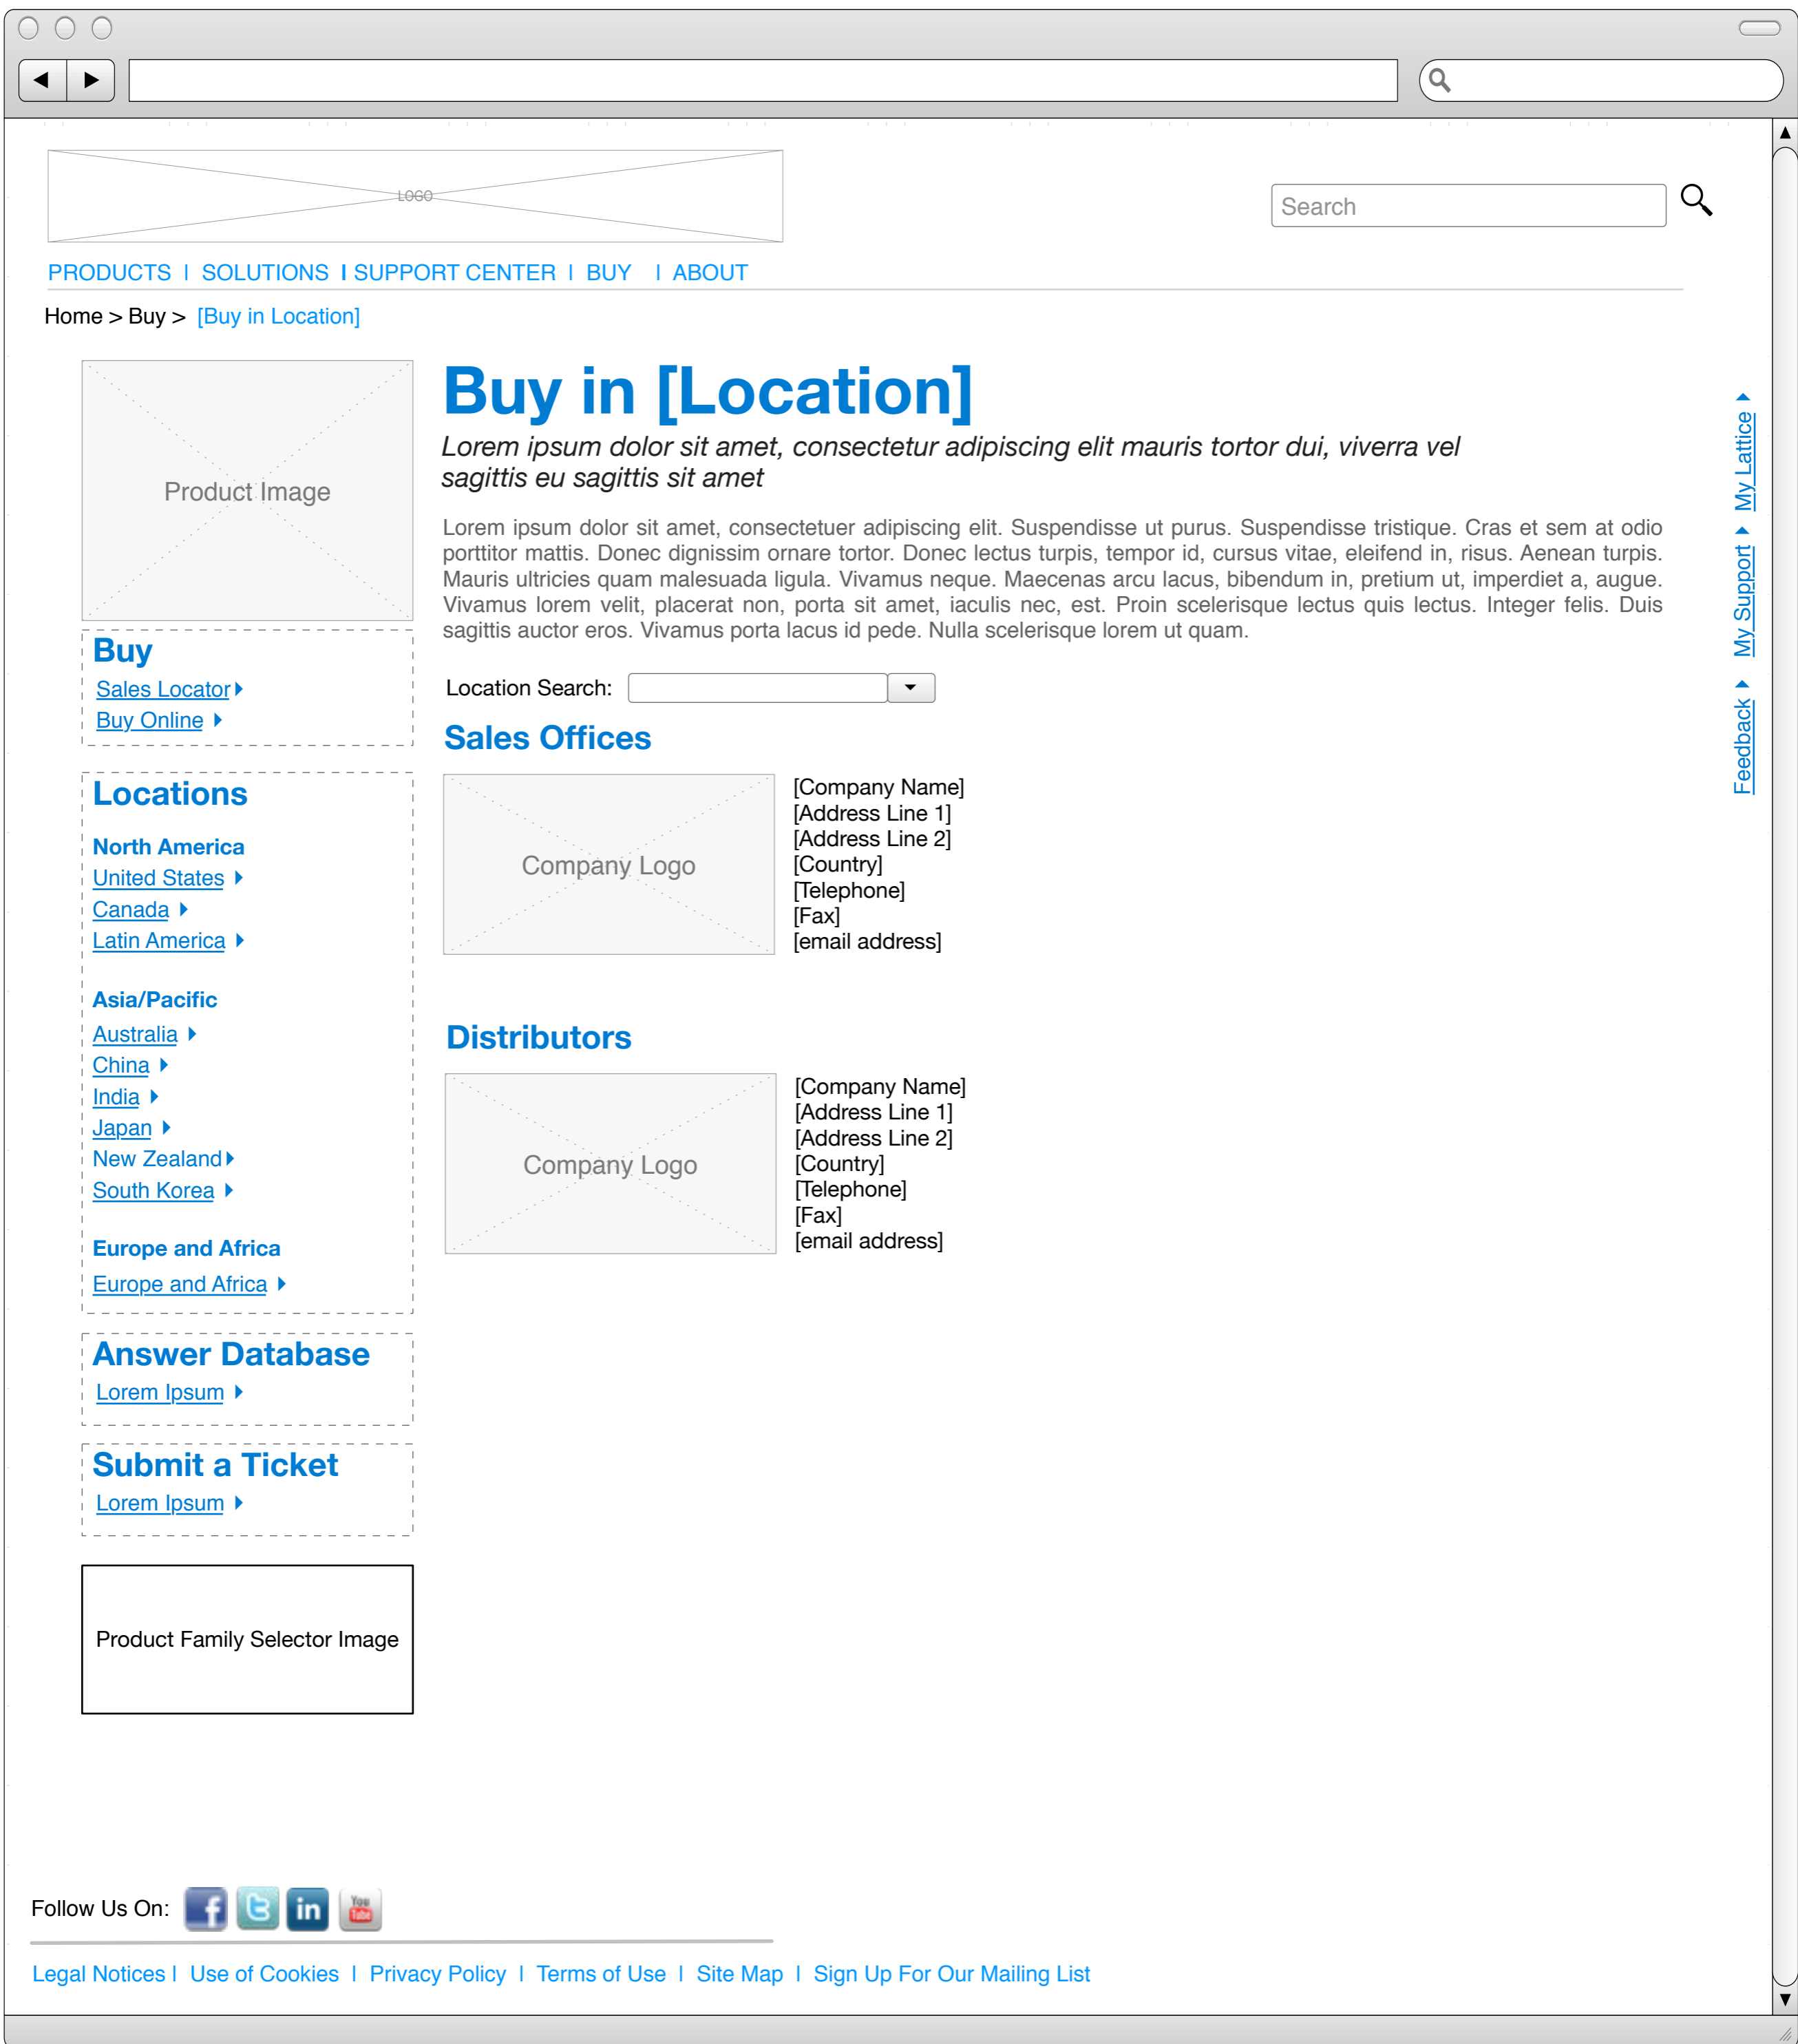 LOGO
Search
PRODUCTS | SOLUTIONS | SUPPORT CENTER | BUY | ABOUT
Home > Buy > [Buy in Location]
Product Image
Buy
Sales Locator
Buy Online
Locations
North America
United States
Canada
Latin America
Asia/Pacific
Australia
China
India
Japan
New Zealand
South Korea
Europe and Africa
Europe and Africa
Answer Database
Lorem Ipsum
Submit a Ticket
Lorem Ipsum
Product Family Selector Image
Buy in [Location]
Lorem ipsum dolor sit amet, consectetur adipiscing elit mauris tortor dui, viverra vel
sagittis eu sagittis sit amet
Lorem ipsum dolor sit amet, consectetuer adipiscing elit. Suspendisse ut purus. Suspendisse tristique. Cras et sem at odio
porttitor mattis. Donec dignissim ornare tortor. Donec lectus turpis, tempor id, cursus vitae, eleifend in, risus. Aenean turpis.
Mauris ultricies quam malesuada ligula. Vivamus neque. Maecenas arcu lacus, bibendum in, pretium ut, imperdiet a, augue.
Vivamus lorem velit, placerat non, porta sit amet, iaculis nec, est. Proin scelerisque lectus quis lectus. Integer felis. Duis
sagittis auctor eros. Vivamus porta lacus id pede. Nulla scelerisque lorem ut quam.
Location Search:
Sales Offices
Company Logo
[Company Name]
[Address Line 1]
[Address Line 2]
[Country]
[Telephone]
[Fax]
[email address]
Distributors
Company Logo
[Company Name]
[Address Line 1]
[Address Line 2]
[Country]
[Telephone]
[Fax]
[email address]
My Lattice
My Support
Feedback
Follow Us On:
f
t
in
You
Tube
Legal Notices | Use of Cookies | Privacy Policy | Terms of Use | Site Map | Sign Up For Our Mailing List